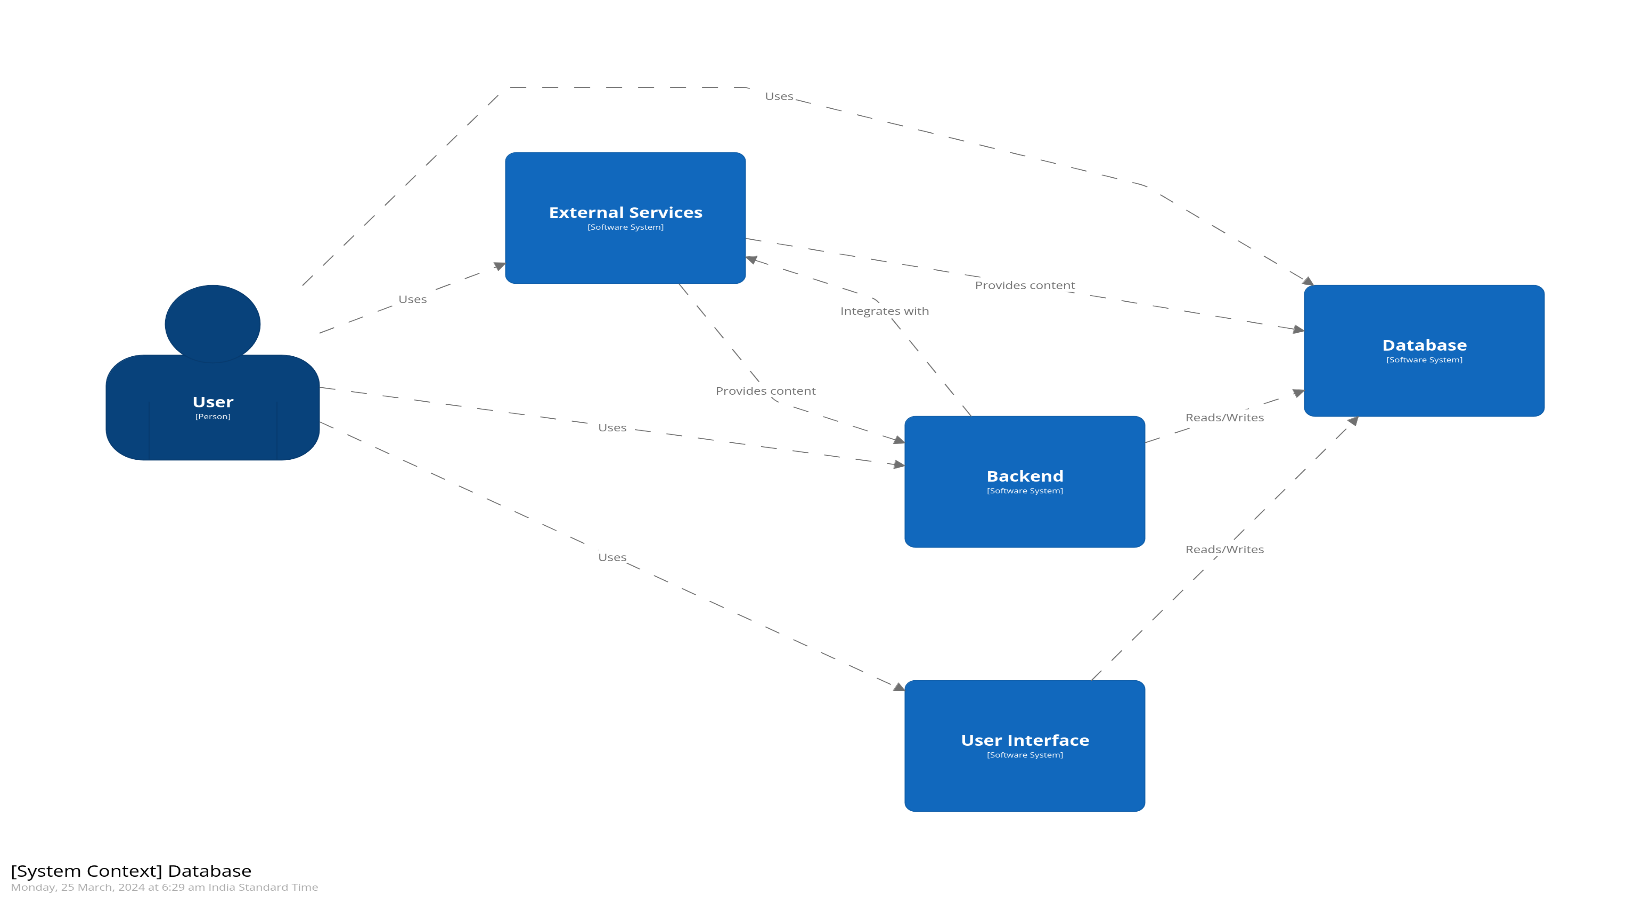 Uses
External Services
[Software System]
Provides content
Uses
Integrates with
Database
[Software System]
Provides content
User
[Person]
Reads/Writes
Uses
Backend
[Software System]
Reads/Writes
Uses
User Interface
[Software System]
[System Context] Database
Monday, 25 March, 2024 at 6:29 am India Standard Time